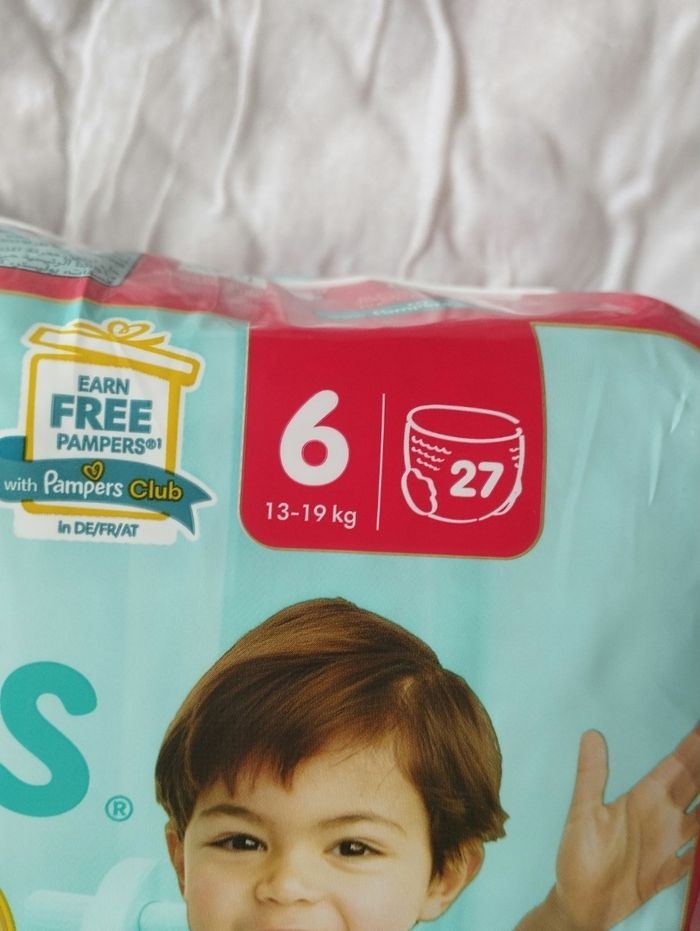 EARN
FREE
PAMPERS®¹
with Pampers Club
in DE/FR/AT
6
13-19 kg
27
S®